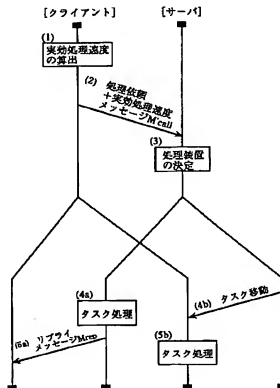 [クライアント]
[サーバ]
(1)
実効処理速度
の算出
(2) 処理依頼
+実効処理速度
メッセージM'call
(3)
処理装置
の決定
(4a)
タスク処理
(4b) タスク移動
(5a) リプライ
メッセージMrep
(5b)
タスク処理